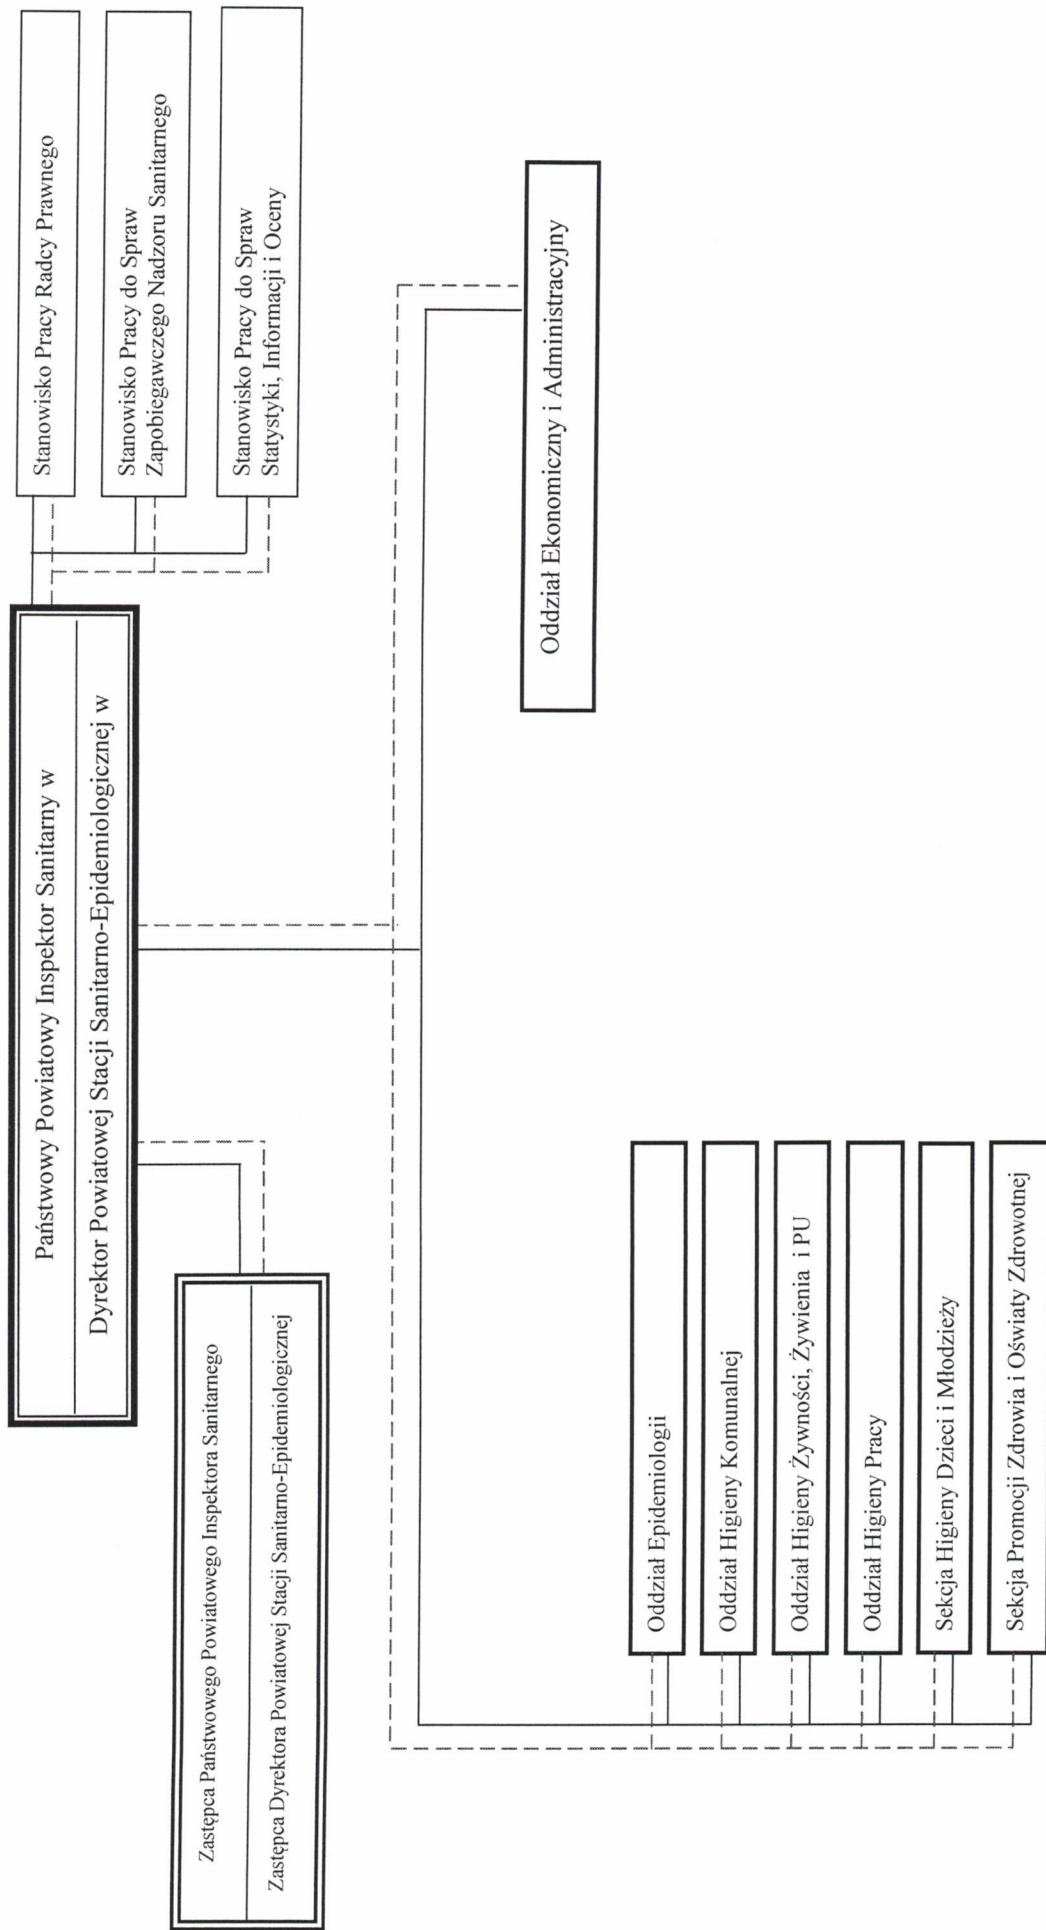 Państwowy Powiatowy Inspektor Sanitarny w
Dyrektor Powiatowej Stacji Sanitarno-Epidemiologicznej w
Zastępca Państwowego Powiatowego Inspektora Sanitarnego
Zastępca Dyrektora Powiatowej Stacji Sanitarno-Epidemiologicznej
Stanowisko Pracy Radcy Prawnego
Stanowisko Pracy do Spraw
Zapobiegawczego Nadzoru Sanitarnego
Stanowisko Pracy do Spraw
Statystyki, Informacji i Oceny
Oddział Epidemiologii
Oddział Higieny Komunalnej
Oddział Higieny Żywności, Żywienia i PU
Oddział Higieny Pracy
Sekcja Higieny Dzieci i Młodzieży
Sekcja Promocji Zdrowia i Oświaty Zdrowotnej
Oddział Ekonomiczny i Administracyjny